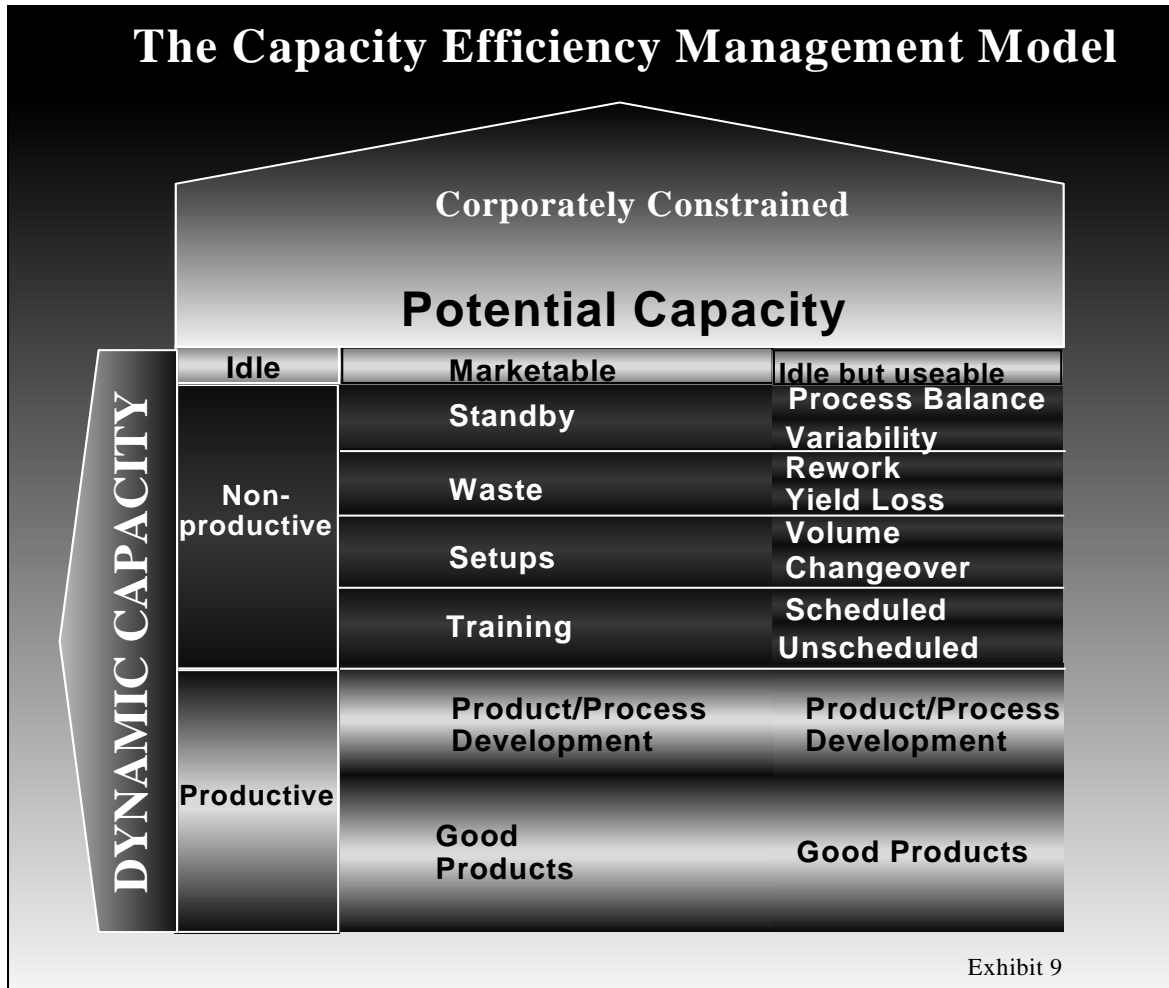 The Capacity Efficiency Management Model
Corporately Constrained
Potential Capacity
DYNAMIC CAPACITY
Idle
Marketable
Idle but useable
Non-
productive
Standby
Process Balance
Variability
Waste
Rework
Yield Loss
Setups
Volume
Changeover
Training
Scheduled
Unscheduled
Productive
Product/Process
Development
Product/Process
Development
Good
Products
Good Products
Exhibit 9